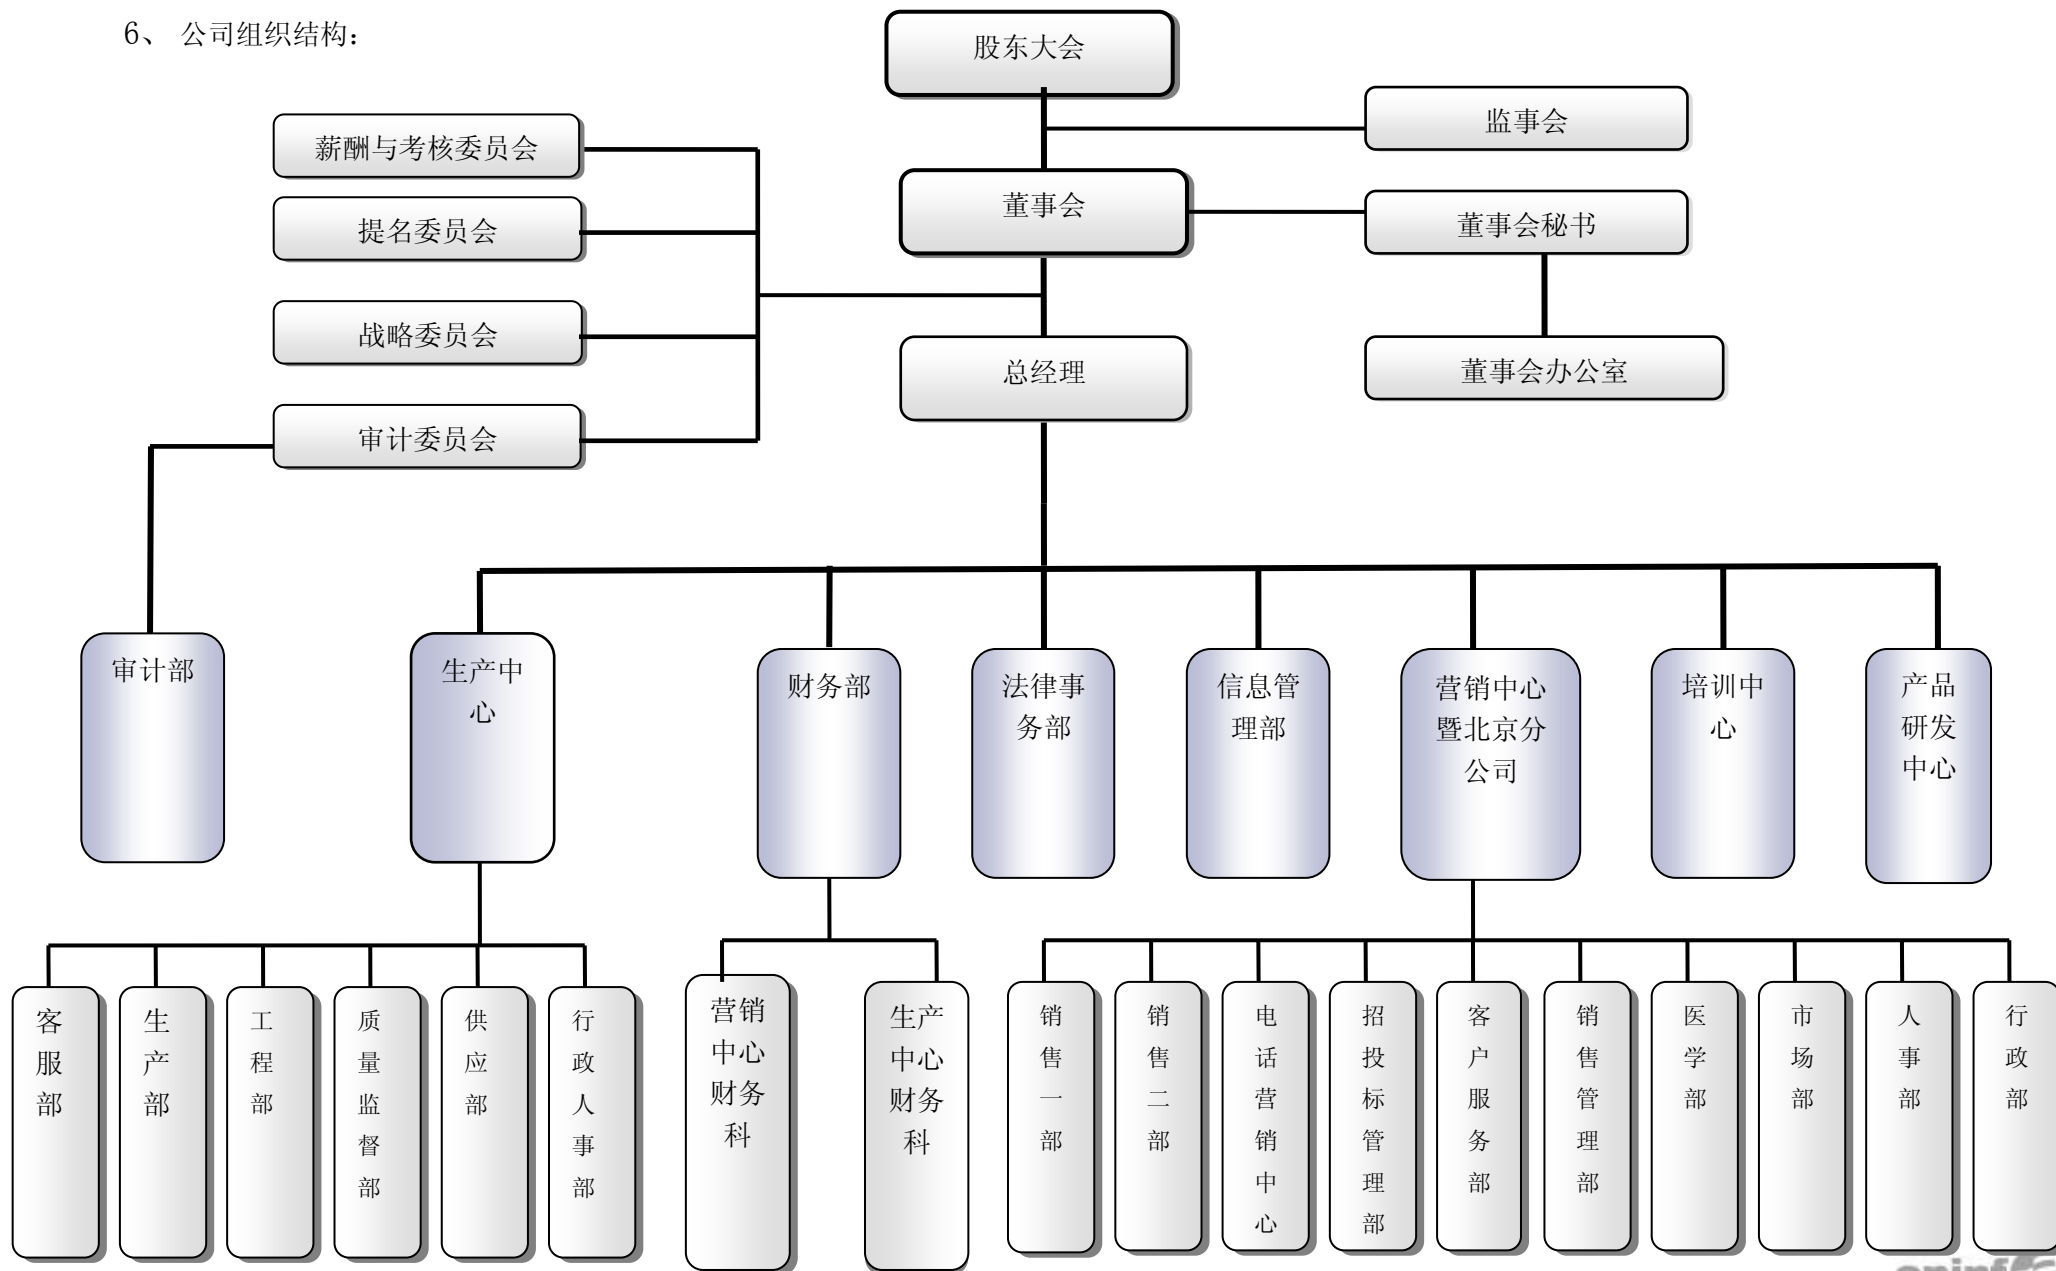 6、 公司组织结构：
股东大会
监事会
薪酬与考核委员会
董事会
董事会秘书
提名委员会
战略委员会
总经理
董事会办公室
审计委员会
审计部
生产中
心
财务部
法律事
务部
信息管
理部
营销中心
暨北京分
公司
培训中
心
产品
研发
中心
客服部
生产部
工程部
质量监督部
供应部
行政人事部
营销
中心
财务
科
生产
中心
财务
科
销售一部
销售二部
电话营销中心
招投标管理部
客户服务部
销售管理部
医学部
市场部
人事部
行政部